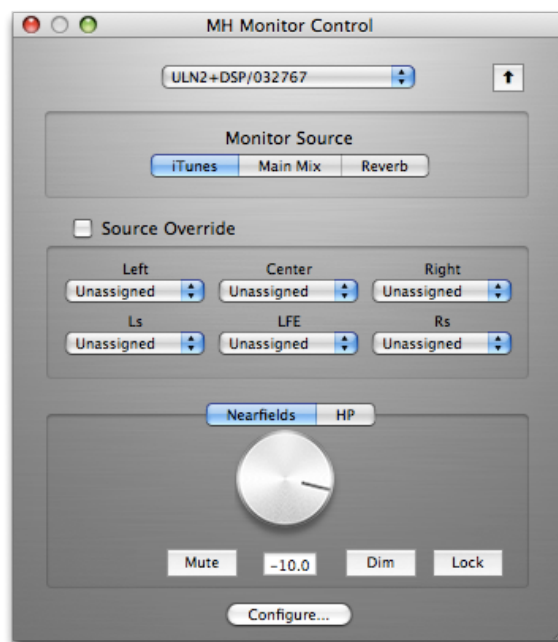 MH Monitor Control
ULN2+DSP/032767
Monitor Source
iTunes Main Mix Reverb
Source Override
Left Center Right
Unassigned Unassigned Unassigned
Ls LFE Rs
Unassigned Unassigned Unassigned
Nearfields HP
Mute -10.0 Dim Lock
Configure...